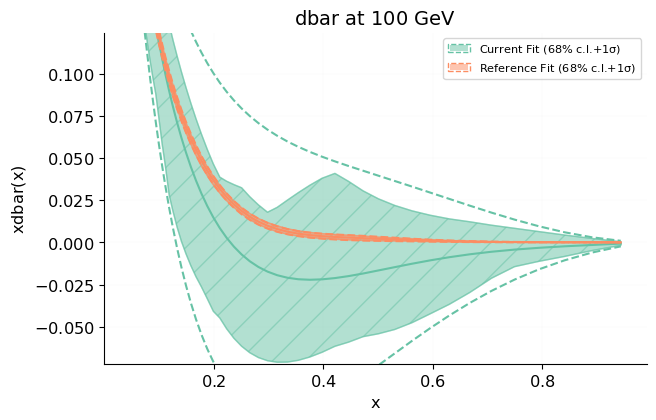 dbar at 100 GeV
Current Fit (68% c.l.+1σ)
Reference Fit (68% c.l.+1σ)
xdbar(x)
0.100
0.075
0.050
0.025
0.000
−0.025
−0.050
0.2 0.4 0.6 0.8
x